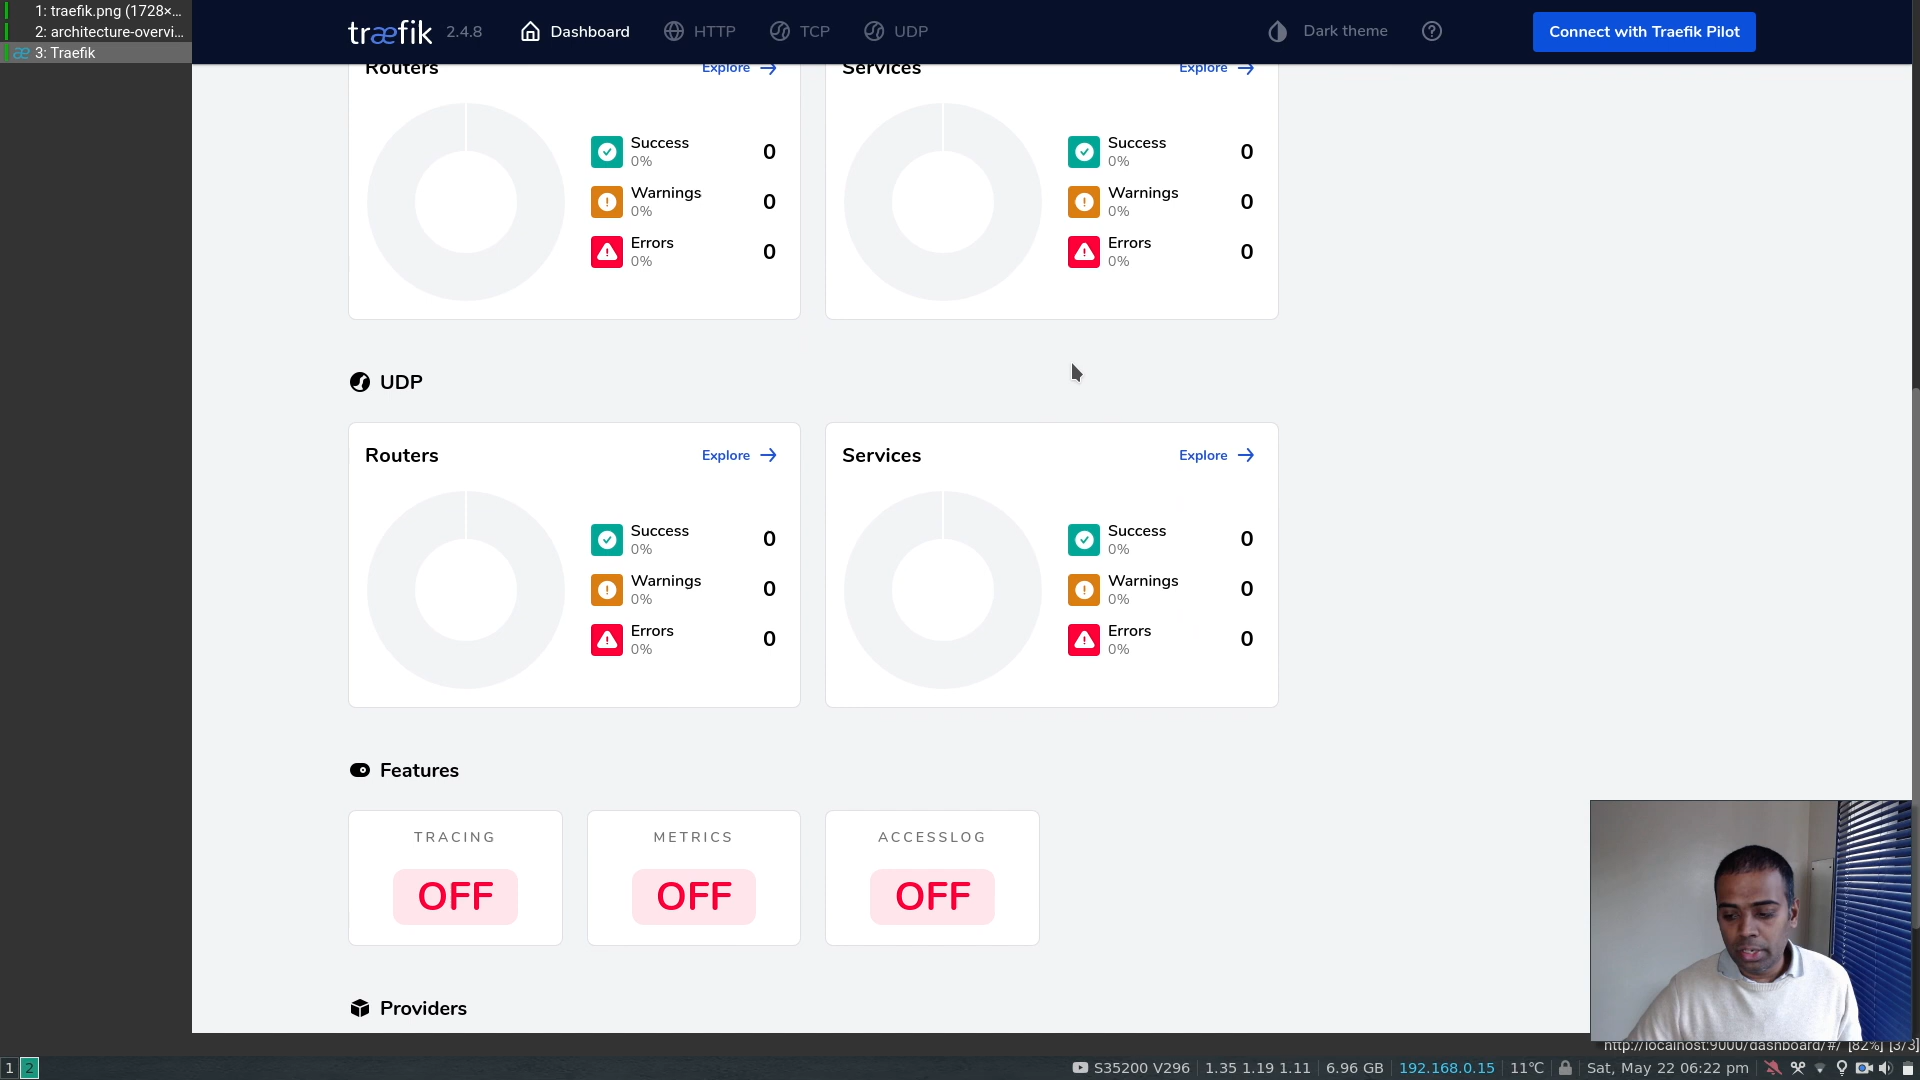 1: traefik.png (1728×...
2: architecture-overvi...
æ 3: Traefik
træfik 2.4.8 Dashboard HTTP TCP UDP Dark theme Connect with Traefik Pilot
Routers Explore
Services Explore
Success 0
0%
Warnings 0
0%
Errors 0
0%
Success 0
0%
Warnings 0
0%
Errors 0
0%
UDP
Routers Explore
Success 0
0%
Warnings 0
0%
Errors 0
0%
Services Explore
Success 0
0%
Warnings 0
0%
Errors 0
0%
Features
TRACING
OFF
METRICS
OFF
ACCESSLOG
OFF
Providers
http://localhost:9000/dashboard/#/ [82%] [3/3]
1 2
S35200 V296 1.35 1.19 1.11 6.96 GB 192.168.0.15 11°C Sat, May 22 06:22 pm